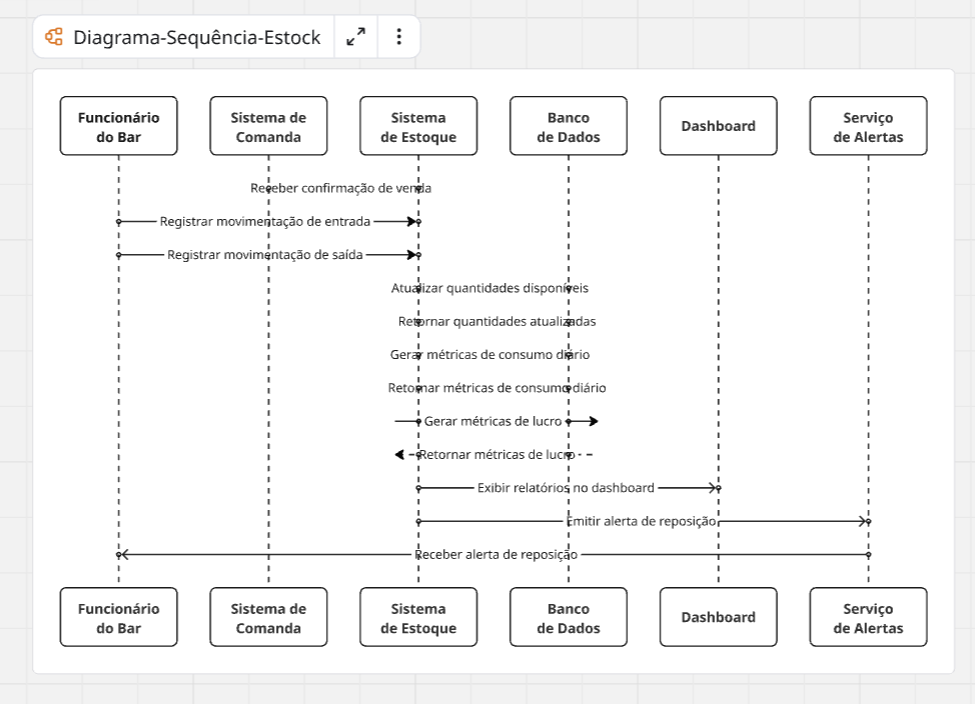 Diagrama-Sequência-Estock
Funcionário
do Bar
Sistema de
Comanda
Sistema
de Estoque
Banco
de Dados
Dashboard
Serviço
de Alertas
Receber confirmação de venda
Registrar movimentação de entrada
Registrar movimentação de saída
Atualizar quantidades disponíveis
Retornar quantidades atualizadas
Gerar métricas de consumo diário
Retornar métricas de consumo diário
Gerar métricas de lucro
Retornar métricas de lucro
Exibir relatórios no dashboard
Emitir alerta de reposição
Receber alerta de reposição
Funcionário
do Bar
Sistema de
Comanda
Sistema
de Estoque
Banco
de Dados
Dashboard
Serviço
de Alertas